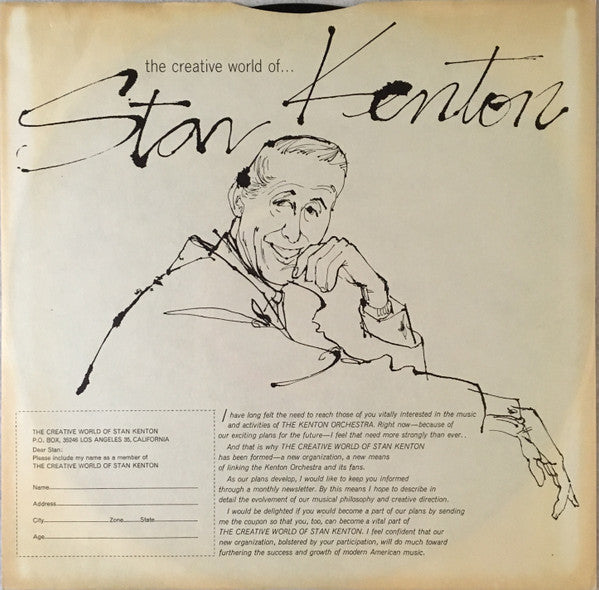 the creative world of...
Stan Kenton
THE CREATIVE WORLD OF STAN KENTON
P.O. BOX, 35246 LOS ANGELES 35, CALIFORNIA
Dear Stan:
Please include my name as a member of
THE CREATIVE WORLD OF STAN KENTON
Name
Address
City Zone State
Age
I have long felt the need to reach those of you vitally interested in the music
and activities of THE KENTON ORCHESTRA. Right now—because of
our exciting plans for the future—I feel that need more strongly than ever..
And that is why THE CREATIVE WORLD OF STAN KENTON
has been formed—a new organization, a new means
of linking the Kenton Orchestra and its fans.
As our plans develop, I would like to keep you informed
through a monthly newsletter. By this means I hope to describe in
detail the evolvement of our musical philosophy and creative direction.
I would be delighted if you would become a part of our plans by sending
me the coupon so that you, too, can become a vital part of
THE CREATIVE WORLD OF STAN KENTON. I feel confident that our
new organization, bolstered by your participation, will do much toward
furthering the success and growth of modern American music.